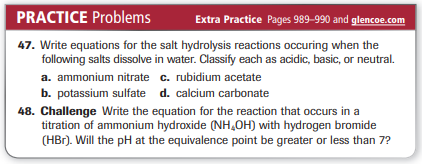 PRACTICE Problems Extra Practice Pages 989–990 and glencoe.com
47. Write equations for the salt hydrolysis reactions occuring when the
following salts dissolve in water. Classify each as acidic, basic, or neutral.
a. ammonium nitrate c. rubidium acetate
b. potassium sulfate d. calcium carbonate
48. Challenge Write the equation for the reaction that occurs in a
titration of ammonium hydroxide (NH₄OH) with hydrogen bromide
(HBr). Will the pH at the equivalence point be greater or less than 7?